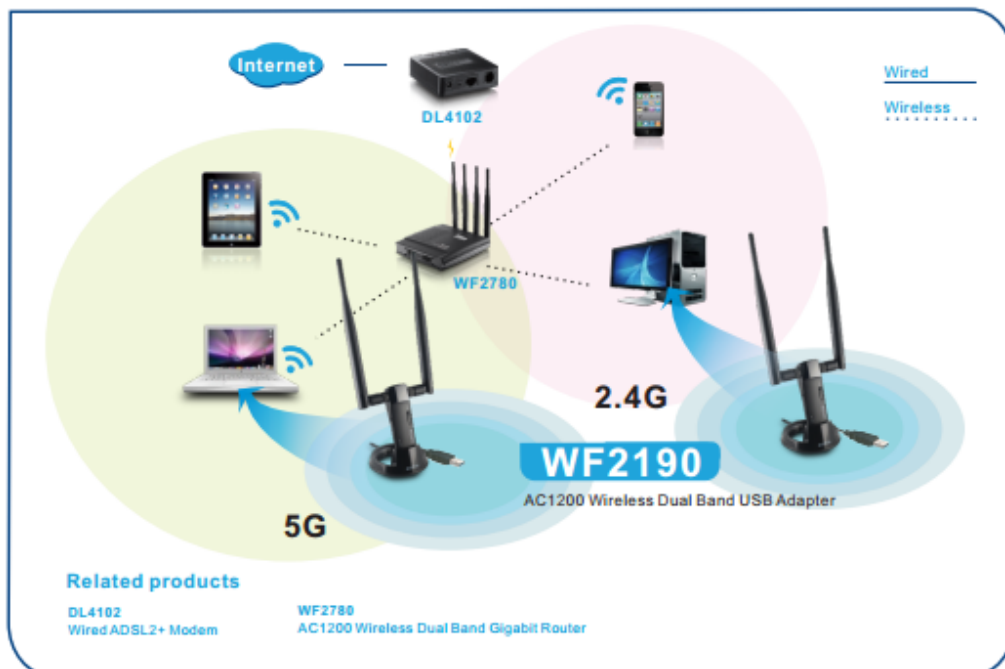 Internet
DL4102
Wired
Wireless
WF2780
2.4G
WF2190
AC1200 Wireless Dual Band USB Adapter
5G
Related products
DL4102
Wired ADSL2+ Modem
WF2780
AC1200 Wireless Dual Band Gigabit Router